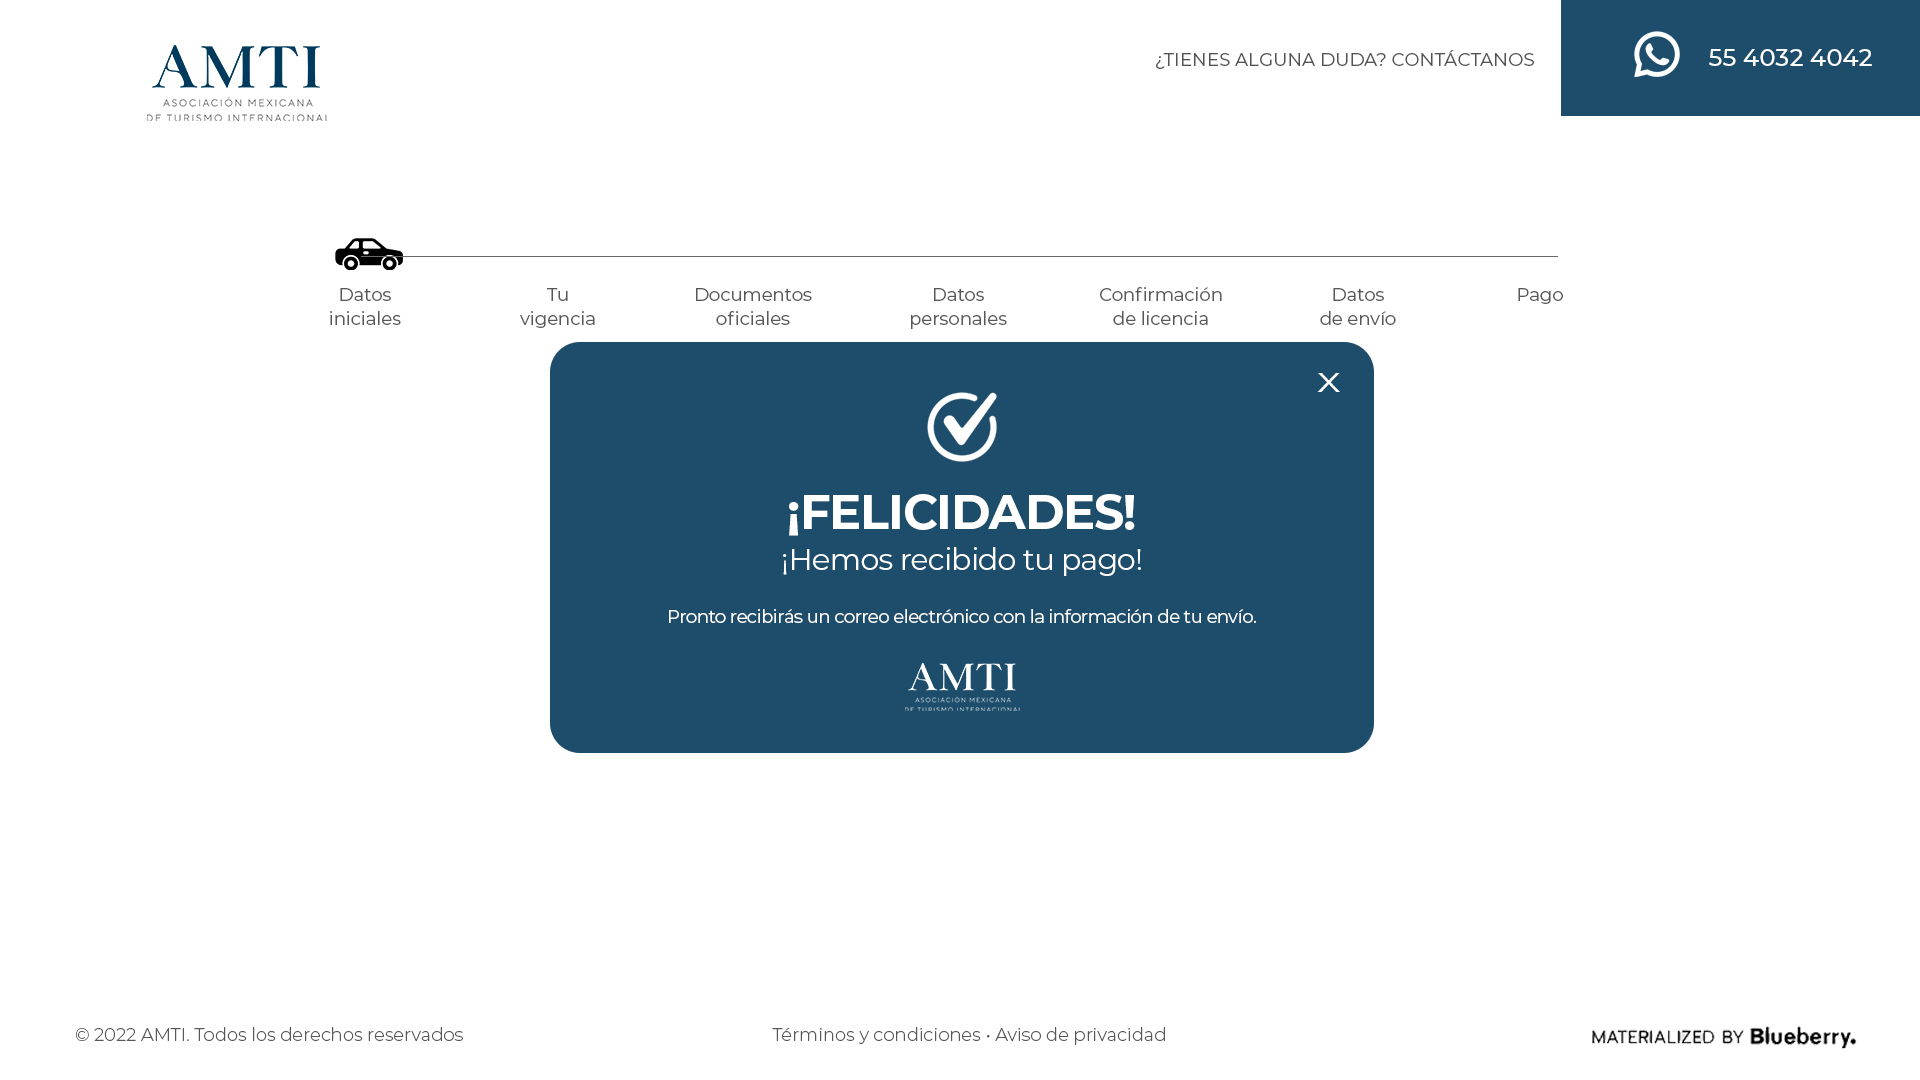 AMTI
ASOCIACIÓN MEXICANA
DE TURISMO INTERNACIONAL
¿TIENES ALGUNA DUDA? CONTÁCTANOS
55 4032 4042
Datos
iniciales
Tu
vigencia
Documentos
oficiales
Datos
personales
Confirmación
de licencia
Datos
de envío
Pago
X
¡FELICIDADES!
¡Hemos recibido tu pago!
Pronto recibirás un correo electrónico con la información de tu envío.
AMTI
ASOCIACIÓN MEXICANA
DE TURISMO INTERNACIONAL
© 2022 AMTI. Todos los derechos reservados
Términos y condiciones • Aviso de privacidad
MATERIALIZED BY Blueberry.